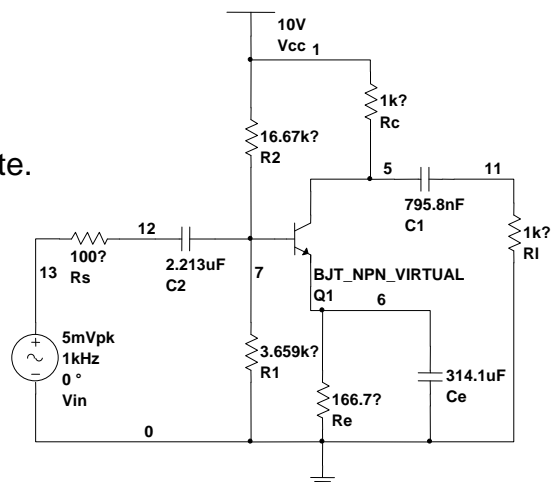 10V
Vcc
1
1k?
Rc
16.67k?
R2
te.
5
11
795.8nF
C1
1k?
Rl
12
100?
Rs
13
2.213uF
C2
7
BJT_NPN_VIRTUAL
Q1
6
5mVpk
1kHz
0 °
Vin
3.659k?
R1
314.1uF
Ce
166.7?
Re
0